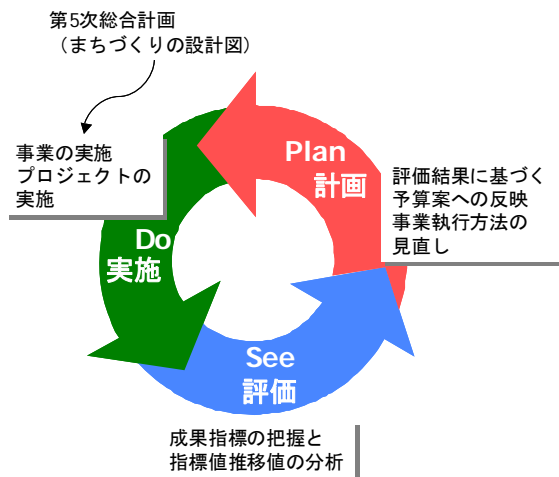 第5次総合計画
（まちづくりの設計図）
事業の実施
プロジェクトの
実施
Plan
計画
評価結果に基づく
予算案への反映
事業執行方法の
見直し
Do
実施
See
評価
成果指標の把握と
指標値推移値の分析